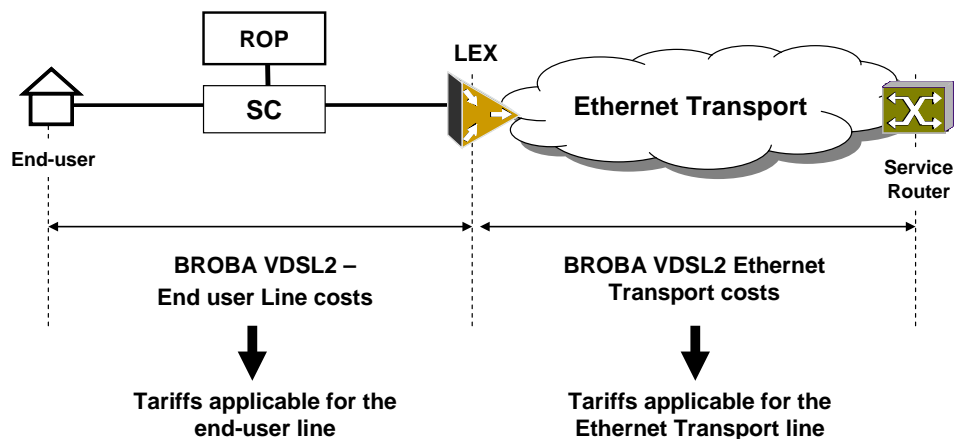 ROP
LEX
SC
Ethernet Transport
End-user
Service
Router
BROBA VDSL2 –
End user Line costs
BROBA VDSL2 Ethernet
Transport costs
Tariffs applicable for the
end-user line
Tariffs applicable for the
Ethernet Transport line